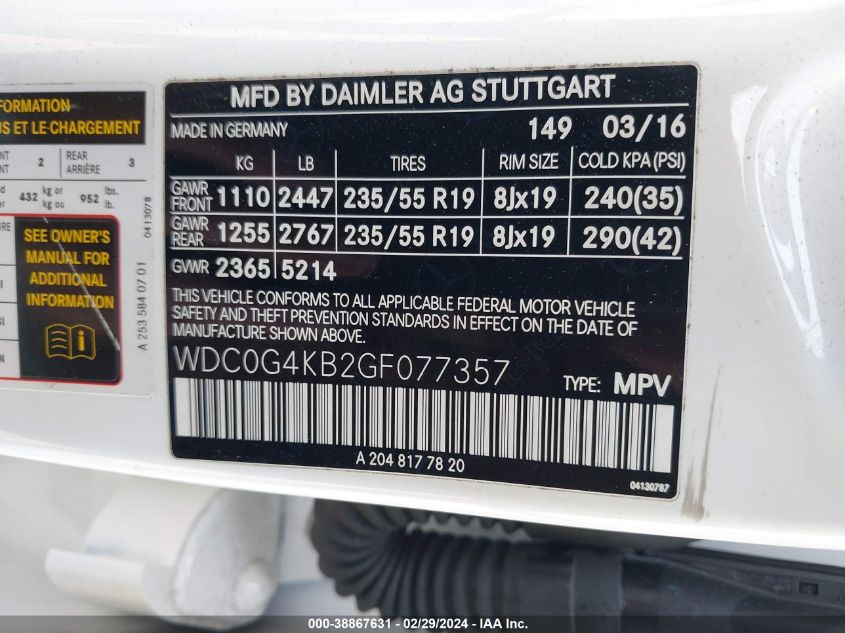 FORMATION
US ET LE CHARGEMENT
NT 2 REAR 3
NT ARRIÈRE
432 kg or 952 lbs.
kg ou lb.
SEE OWNER'S
MANUAL FOR
ADDITIONAL
INFORMATION
A 253 584 07 01
0413078
MFD BY DAIMLER AG STUTTGART
MADE IN GERMANY 149 03/16
KG LB TIRES RIM SIZE COLD KPA (PSI)
GAWR FRONT 1110 2447 235/55 R19 8Jx19 240(35)
GAWR REAR 1255 2767 235/55 R19 8Jx19 290(42)
GVWR 2365 5214
THIS VEHICLE CONFORMS TO ALL APPLICABLE FEDERAL MOTOR VEHICLE
SAFETY AND THEFT PREVENTION STANDARDS IN EFFECT ON THE DATE OF
MANUFACTURE SHOWN ABOVE.
WDC0G4KB2GF077357
TYPE: MPV
A 204 817 78 20
04130787
000-38867631 - 02/29/2024 - IAA Inc.